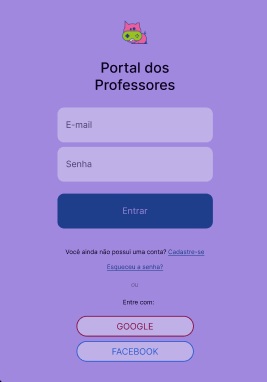 Portal dos
Professores
E-mail
Senha
Entrar
Você ainda não possui uma conta? Cadastre-se
Esqueceu a senha?
ou
Entre com:
GOOGLE
FACEBOOK